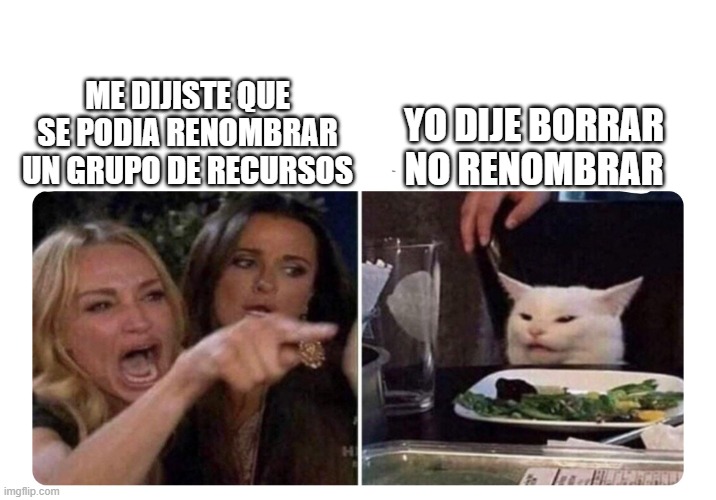 ME DIJISTE QUE
SE PODIA RENOMBRAR
UN GRUPO DE RECURSOS
YO DIJE BORRAR
NO RENOMBRAR
imgflip.com